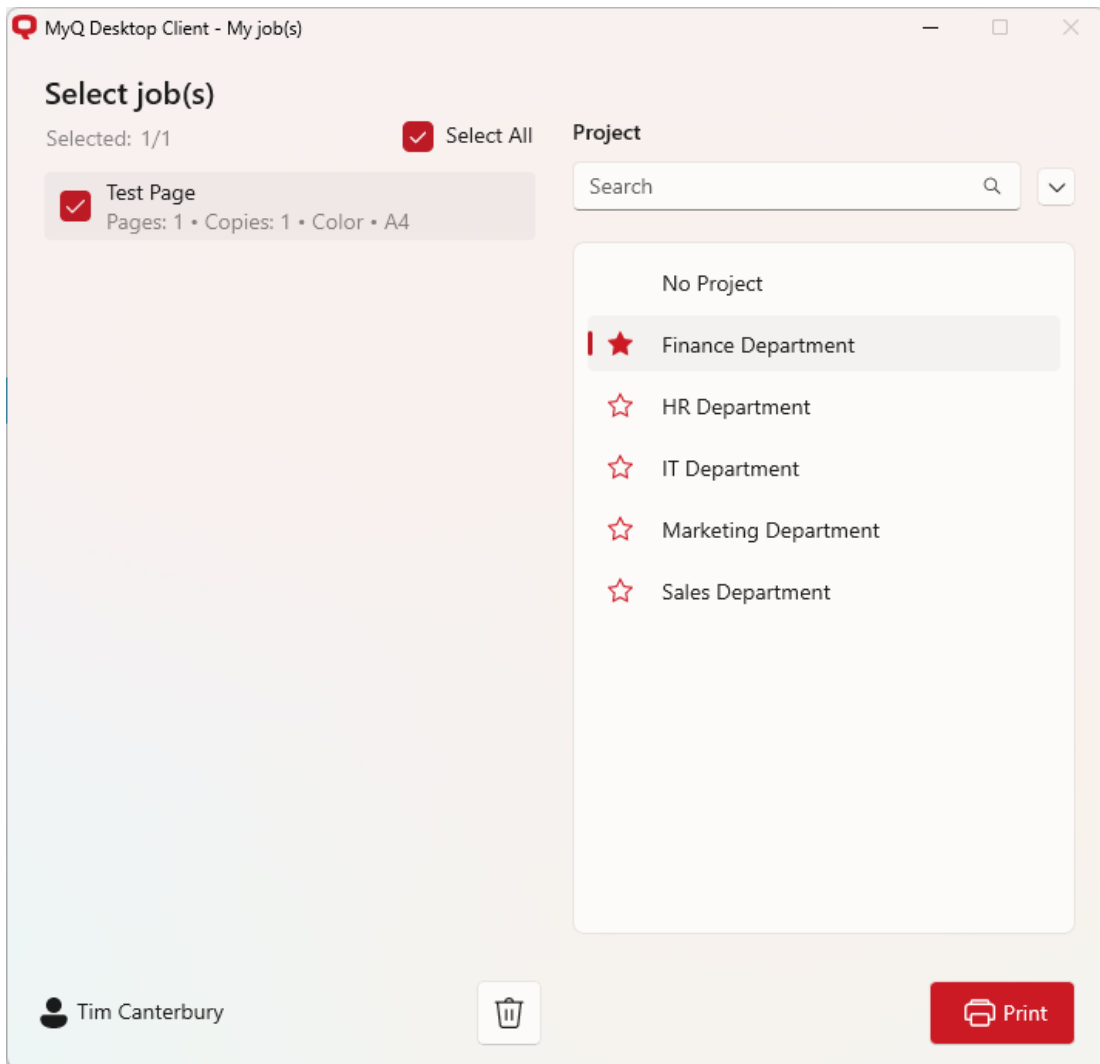 MyQ Desktop Client - My job(s)
Select job(s)
Selected: 1/1
Select All
Test Page
Pages: 1 • Copies: 1 • Color • A4
Project
Search
No Project
Finance Department
HR Department
IT Department
Marketing Department
Sales Department
Tim Canterbury
Print